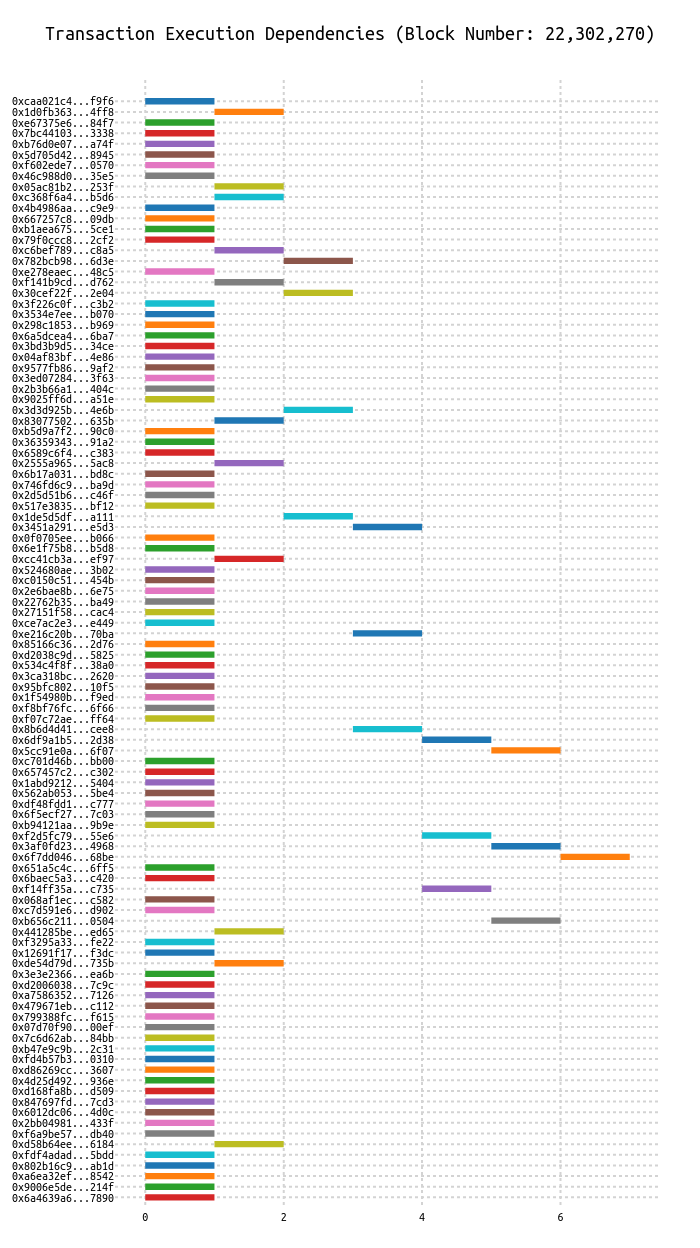 Transaction Execution Dependencies (Block Number: 22,302,270)
0xcaa021c4...f9f6
0x1d0fb363...4ff8
0xe67375e6...84f7
0x7bc44103...3338
0xb76d0e07...a74f
0x5d705d42...8945
0xf602ede7...0570
0x46c988d0...35e5
0x05ac81b2...253f
0xc368f6a4...b5d6
0x4b4986aa...c9e9
0x667257c8...09db
0xb1aea675...5ce1
0x79f0ccc8...2cf2
0xc6bef789...c8a5
0x782bcb98...6d3e
0xe278eaec...48c5
0xf141b9cd...d762
0x30cef22f...2e04
0x3f226c0f...c3b2
0x3534e7ee...b070
0x298c1853...b969
0x6a5dcea4...6ba7
0x3bd3b9d5...34ce
0x04af83bf...4e86
0x9577fb86...9af2
0x3ed07284...3f63
0x2b3b66a1...404c
0x9025ff6d...a51e
0x3d3d925b...4e6b
0x83077502...635b
0xb5d9a7f2...90c0
0x36359343...91a2
0x6589c6f4...c383
0x2555a965...5ac8
0x6b17a031...bd8c
0x746fd6c9...ba9d
0x2d5d51b6...c46f
0x517e3835...bf12
0x1de5d5df...a111
0x3451a291...e5d3
0x0f0705ee...b066
0x6e1f75b8...b5d8
0xcc41cb3a...ef97
0x524680ae...3b02
0xc0150c51...454b
0x2e6bae8b...6e75
0x22762b35...ba49
0x27151f58...cac4
0xce7ac2e3...e449
0xe216c20b...70ba
0x85166c36...2d76
0xd2038c9d...5825
0x534c4f8f...38a0
0x3ca318bc...2620
0x95bfc802...10f5
0x1f54980b...f9ed
0xf8bf76fc...6f66
0xf07c72ae...ff64
0x8b6d4d41...cee8
0x6df9a1b5...2d38
0x5cc91e0a...6f07
0xc701d46b...bb00
0x657457c2...c302
0x1abd9212...5404
0x562ab053...5be4
0xdf48fdd1...c777
0x6f5ecf27...7c03
0xb94121aa...9b9e
0xf2d5fc79...55e6
0x3af0fd23...4968
0x6f7dd046...68be
0x651a5c4c...6ff5
0x6baec5a3...c420
0xf14ff35a...c735
0x068af1ec...c582
0xc7d591e6...d902
0xb656c211...0504
0x441285be...ed65
0xf3295a33...fe22
0x12691f17...f3dc
0xde54d79d...735b
0x3e3e2366...ea6b
0xd2006038...7c9c
0xa7586352...7126
0x479671eb...c112
0x799388fc...f615
0x07d70f90...00ef
0x7c6d62ab...84bb
0xb47e9c9b...2c31
0xfd4b57b3...0310
0xd86269cc...3607
0x4d25d492...936e
0xd168fa8b...d509
0x847697fd...7cd3
0x6012dc06...4d0c
0x2bb04981...433f
0xf6a9be57...db40
0xd58b64ee...6184
0xfdf4adad...5bdd
0x802b16c9...ab1d
0xa6ea32ef...8542
0x9006e5de...214f
0x6a4639a6...7890
0 2 4 6